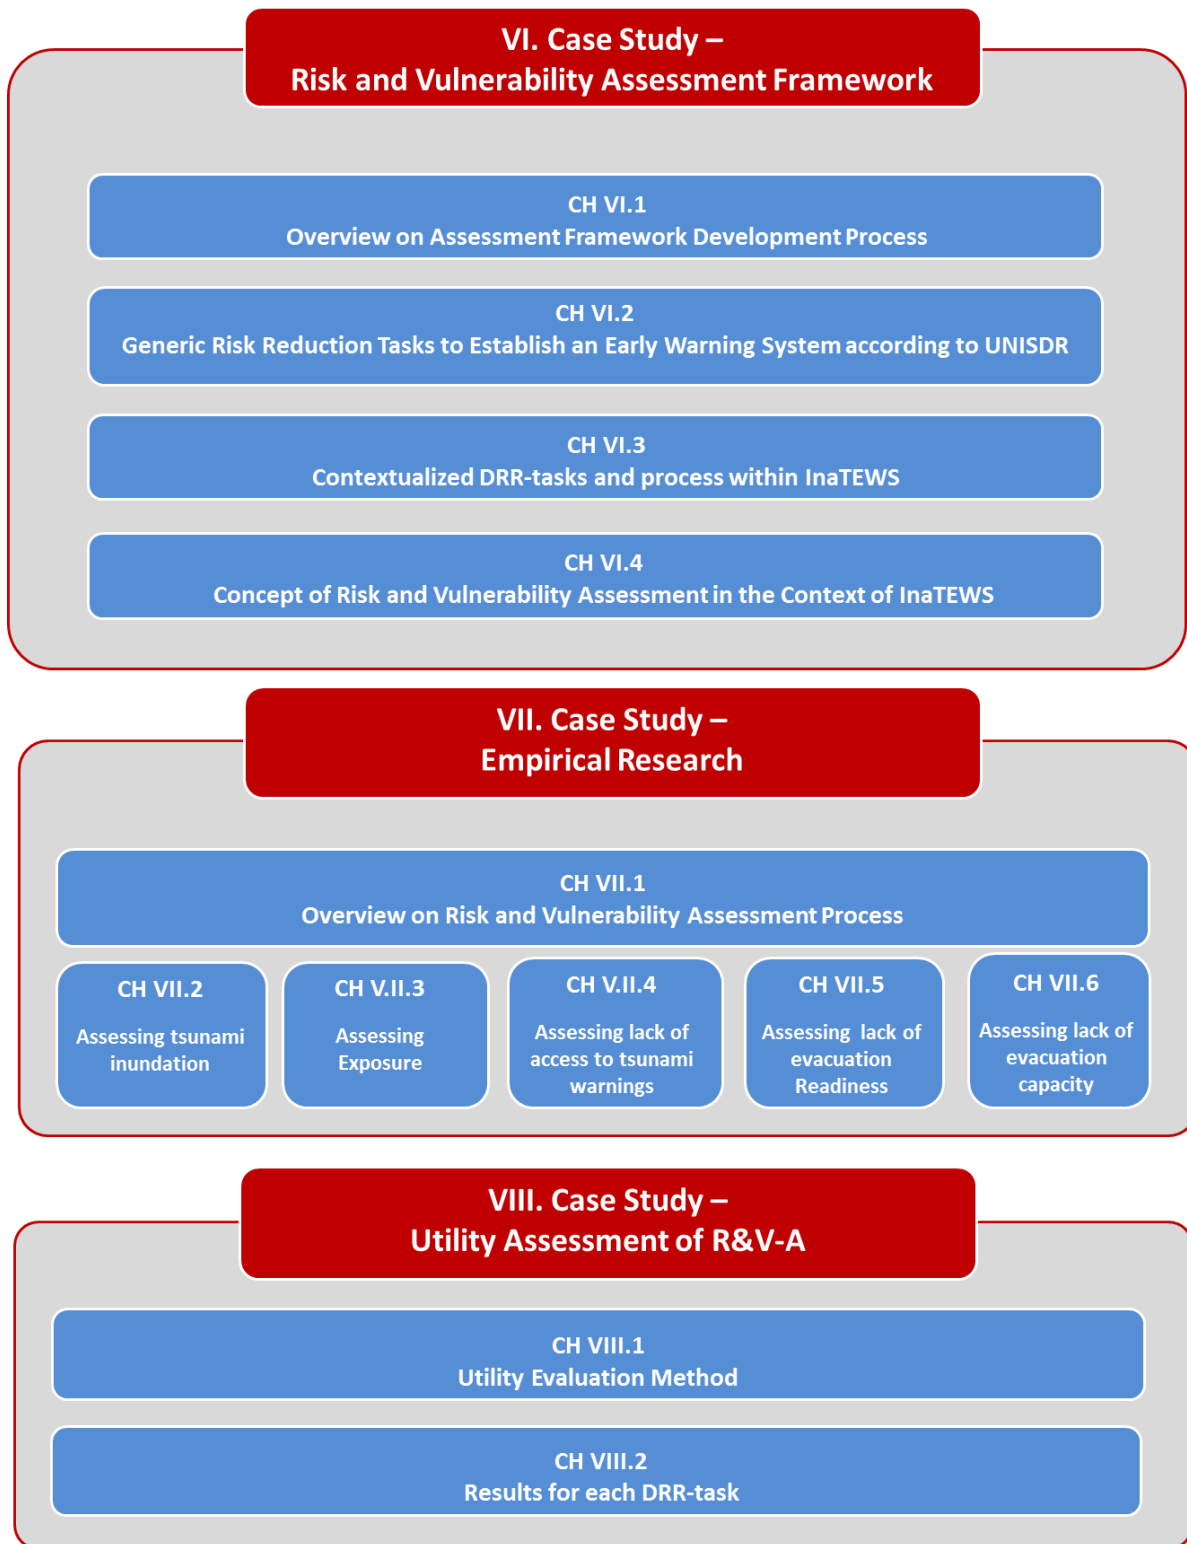 VI. Case Study –
Risk and Vulnerability Assessment Framework
CH VI.1
Overview on Assessment Framework Development Process
CH VI.2
Generic Risk Reduction Tasks to Establish an Early Warning System according to UNISDR
CH VI.3
Contextualized DRR-tasks and process within InaTEWS
CH VI.4
Concept of Risk and Vulnerability Assessment in the Context of InaTEWS
VII. Case Study –
Empirical Research
CH VII.1
Overview on Risk and Vulnerability Assessment Process
CH VII.2
Assessing tsunami
inundation
CH V.II.3
Assessing
Exposure
CH V.II.4
Assessing lack of
access to tsunami
warnings
CH VII.5
Assessing lack of
evacuation
Readiness
CH VII.6
Assessing lack of
evacuation
capacity
VIII. Case Study –
Utility Assessment of R&V-A
CH VIII.1
Utility Evaluation Method
CH VIII.2
Results for each DRR-task